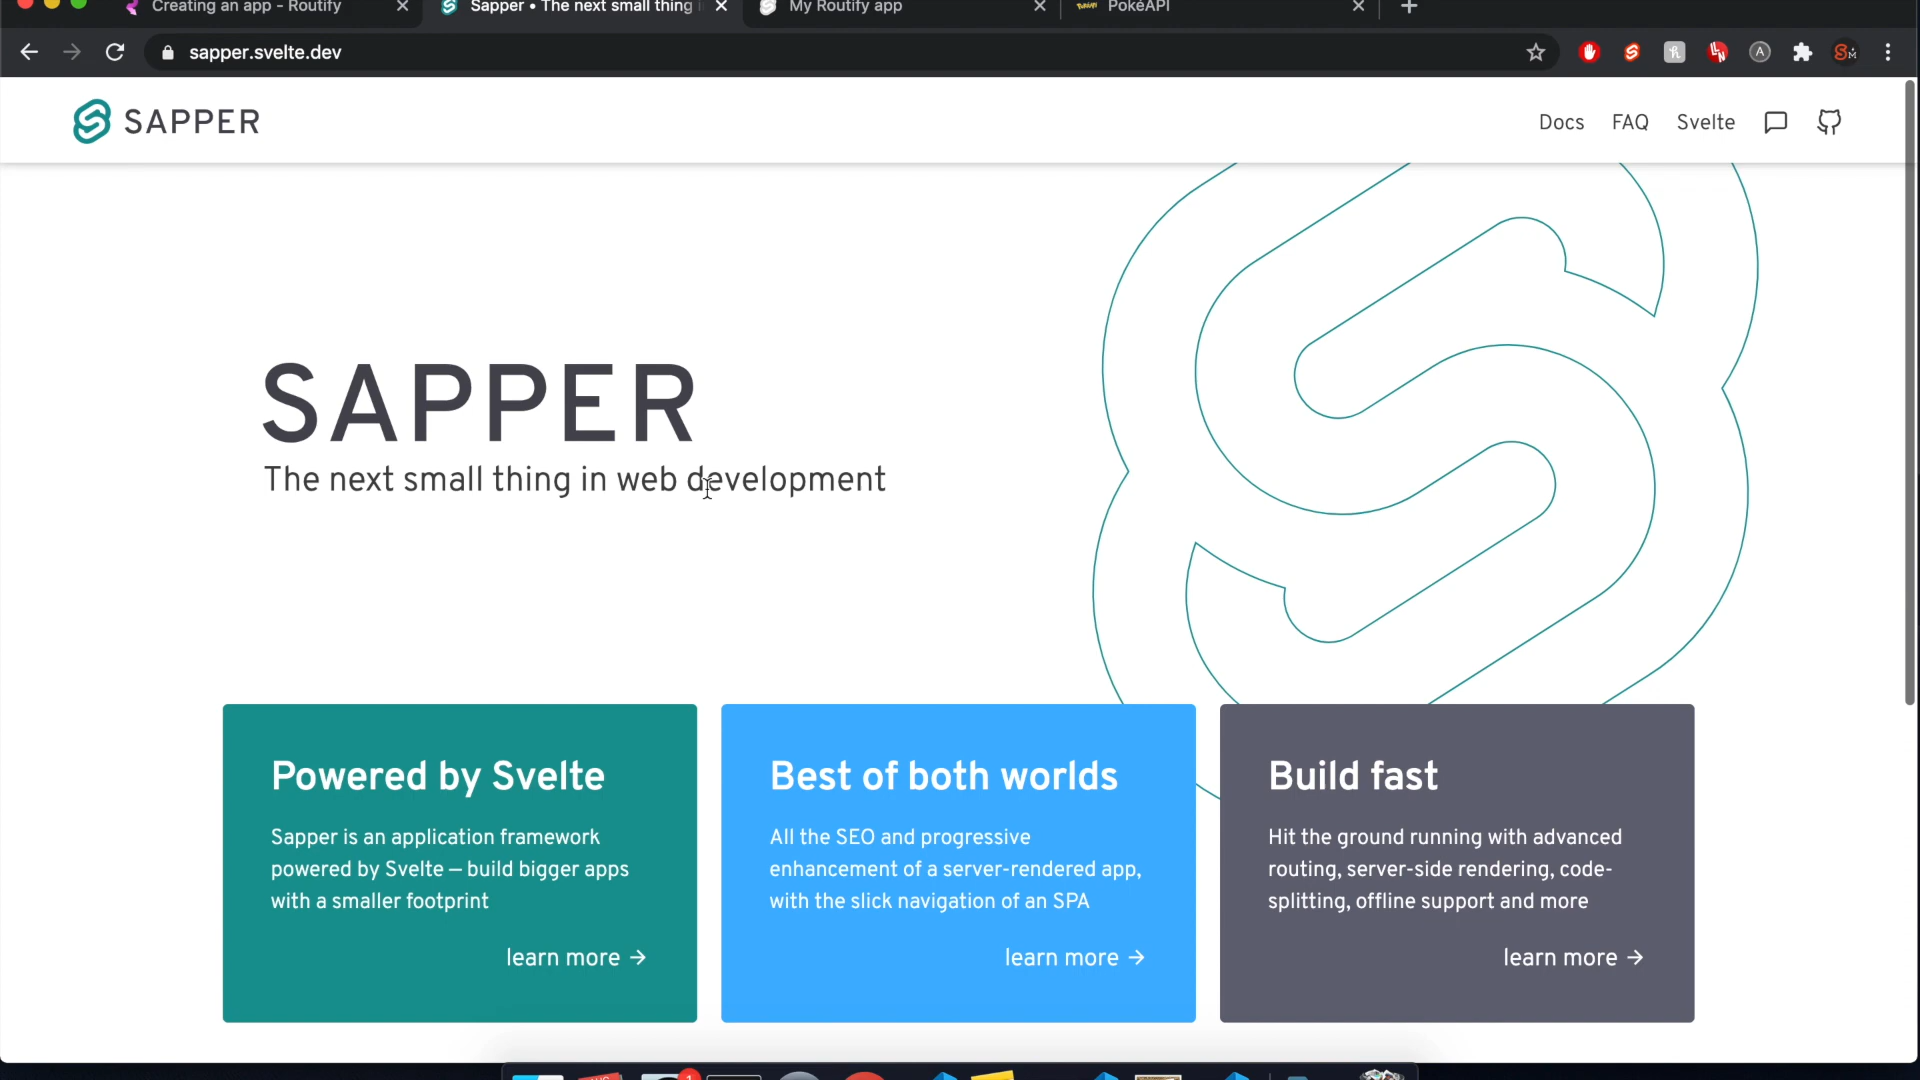 Creating an app - Routify
Sapper • The next small thing
My Routify app
PokéAPI
sapper.svelte.dev
SAPPER
Docs
FAQ
Svelte
SAPPER
The next small thing in web development
Powered by Svelte
Sapper is an application framework
powered by Svelte — build bigger apps
with a smaller footprint
learn more →
Best of both worlds
All the SEO and progressive
enhancement of a server-rendered app,
with the slick navigation of an SPA
learn more →
Build fast
Hit the ground running with advanced
routing, server-side rendering, code-
splitting, offline support and more
learn more →